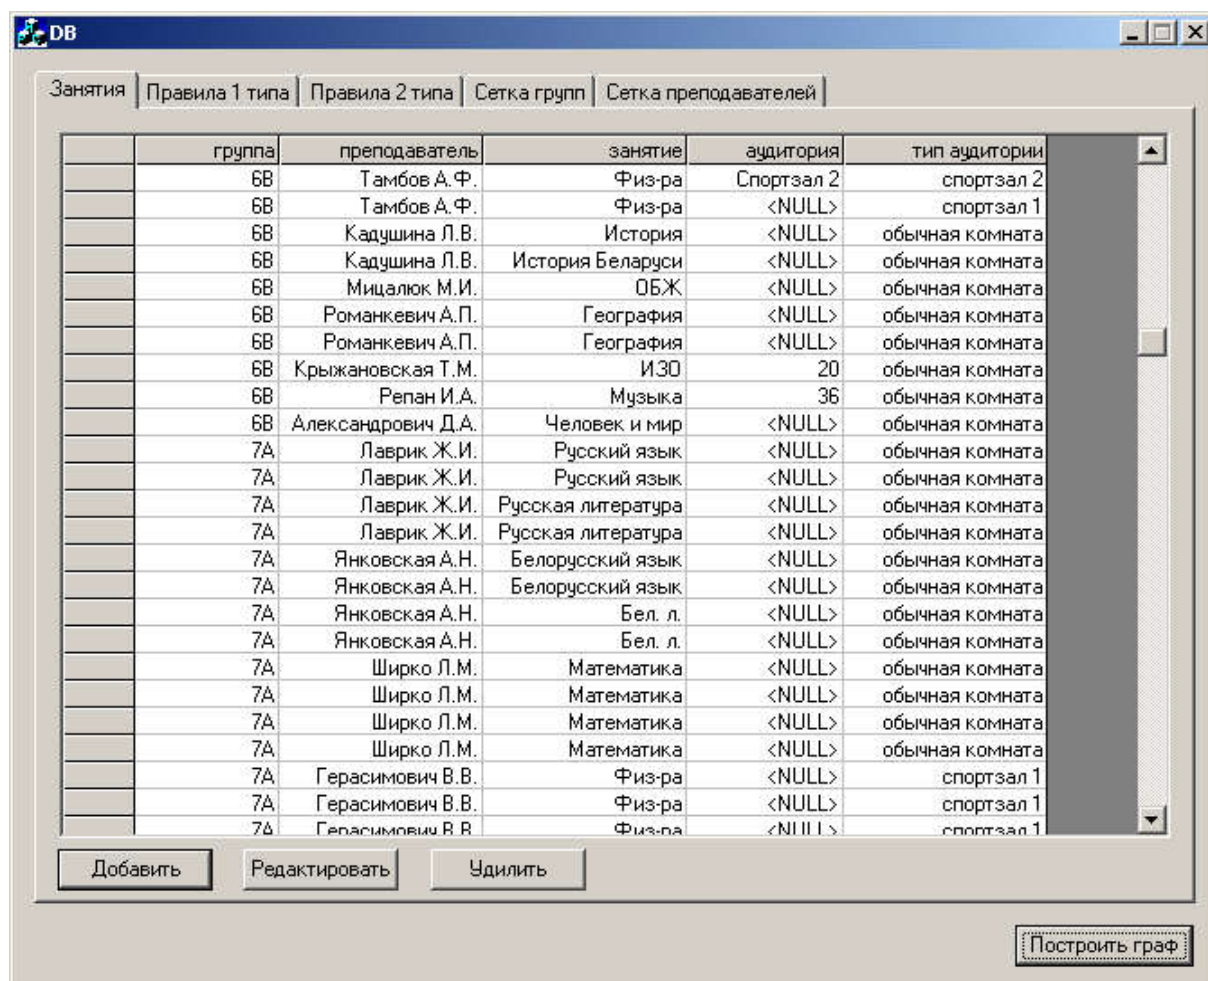 DB
Занятия Правила 1 типа Правила 2 типа Сетка групп Сетка преподавателей
группа преподаватель занятие аудитория тип аудитории
6В Тамбов А.Ф. Физ-ра Спортзал 2 спортзал 2
6В Тамбов А.Ф. Физ-ра <NULL> спортзал 1
6В Кадушина Л.В. История <NULL> обычная комната
6В Кадушина Л.В. История Беларуси <NULL> обычная комната
6В Мицалюк М.И. ОБЖ <NULL> обычная комната
6В Романкевич А.П. География <NULL> обычная комната
6В Романкевич А.П. География <NULL> обычная комната
6В Крыжановская Т.М. ИЗО 20 обычная комната
6В Репан И.А. Музыка 36 обычная комната
6В Александрович Д.А. Человек и мир <NULL> обычная комната
7А Лаврик Ж.И. Русский язык <NULL> обычная комната
7А Лаврик Ж.И. Русский язык <NULL> обычная комната
7А Лаврик Ж.И. Русская литература <NULL> обычная комната
7А Лаврик Ж.И. Русская литература <NULL> обычная комната
7А Янковская А.Н. Белорусский язык <NULL> обычная комната
7А Янковская А.Н. Белорусский язык <NULL> обычная комната
7А Янковская А.Н. Бел. л. <NULL> обычная комната
7А Янковская А.Н. Бел. л. <NULL> обычная комната
7А Ширко Л.М. Математика <NULL> обычная комната
7А Ширко Л.М. Математика <NULL> обычная комната
7А Ширко Л.М. Математика <NULL> обычная комната
7А Ширко Л.М. Математика <NULL> обычная комната
7А Герасимович В.В. Физ-ра <NULL> спортзал 1
7А Герасимович В.В. Физ-ра <NULL> спортзал 1
7А Герасимович В.В. Физ-ра <NULL> спортзал 1
Добавить Редактировать Удилить
Построить граф